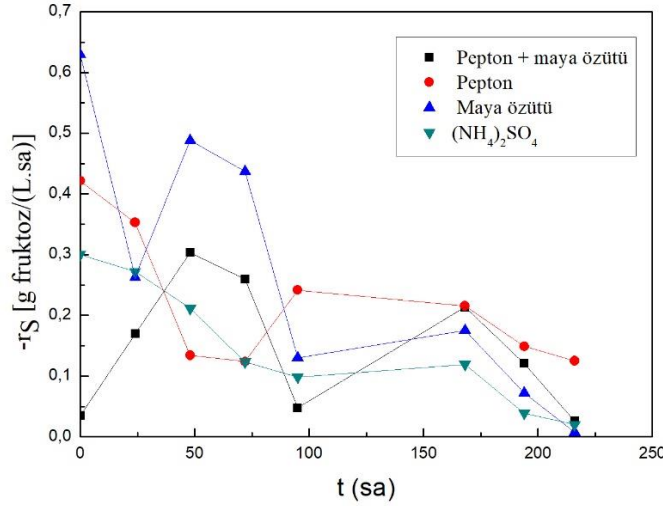 0,7
0,6
0,5
0,4
0,3
0,2
0,1
0,0
-rS [g fruktoz/(L.sa)]
Pepton + maya özütü
Pepton
Maya özütü
(NH4)2SO4
0 50 100 150 200 250
t (sa)